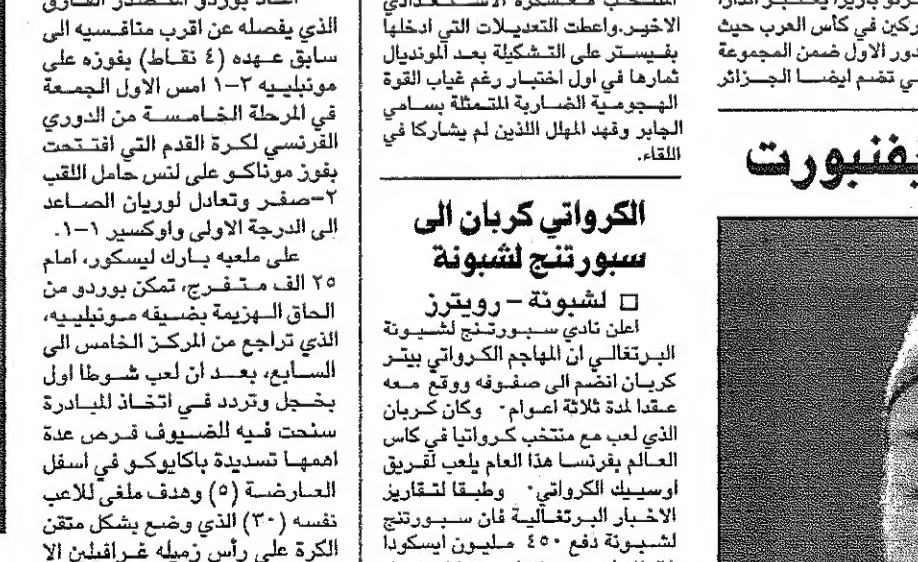 كين في كأس العرب حيث
ور الاول ضمن المجموعة
ي تضم ايضا الجزائر
يفنبورت
الاخير.واعطت التعديلات التي ادخلها
بفيستر على التشكيلة بعد المونديال
ثمارها في اول اختبار رغم غياب القوة
الهجومية الضاربة المتمثلة بسامي
الجابر وفهد المهلل اللذين لم يشاركا في
اللقاء.
الكرواتي كربان الى
سبورتنج لشبونة
□ لشبونة - رويترز
اعلن نادي سبورتنج لشبونة
البرتغالي ان المهاجم الكرواتي بيتر
كربان انضم الى صفوفه ووقع معه
عقدا لمدة ثلاثة اعوام· وكان كربان
الذي لعب مع منتخب كرواتيا في كاس
العالم بفرنسا هذا العام يلعب لفريق
اوسييك الكرواتي· وطبقا لتقارير
الاخبار البرتغالية فان سبورتنج
لشبونة دفع ٤٥٠ مليون ايسكودا
الذي يفصله عن اقرب منافسيه الى
سابق عهده (٤ نقاط) بفوزه على
مونبلييه ٣-١ امس الاول الجمعة
في المرحلة الخامسة من الدوري
الفرنسي لكرة القدم التي افتتحت
بفوز موناكو على لنس حامل اللقب
٢-صفر وتعادل لوريان الصاعد
الى الدرجة الاولى واوكسير ١-١.
على ملعبه بارك ليسكور، امام
٢٥ الف متفرج، تمكن بوردو من
الحاق الهزيمة بضيفه مونبلييه،
الذي تراجع من المركز الخامس الى
السابع، بعد ان لعب شوطا اول
بخجل وتردد في اتخاذ المبادرة
سنحت فيه للضيوف فرص عدة
اهمها تسديدة باكايوكو في اسفل
العارضة (٥) وهدف ملغى للاعب
نفسه (٣٠) الذي وضع بشكل متقن
الكرة على رأس زميله غرافيلين الا